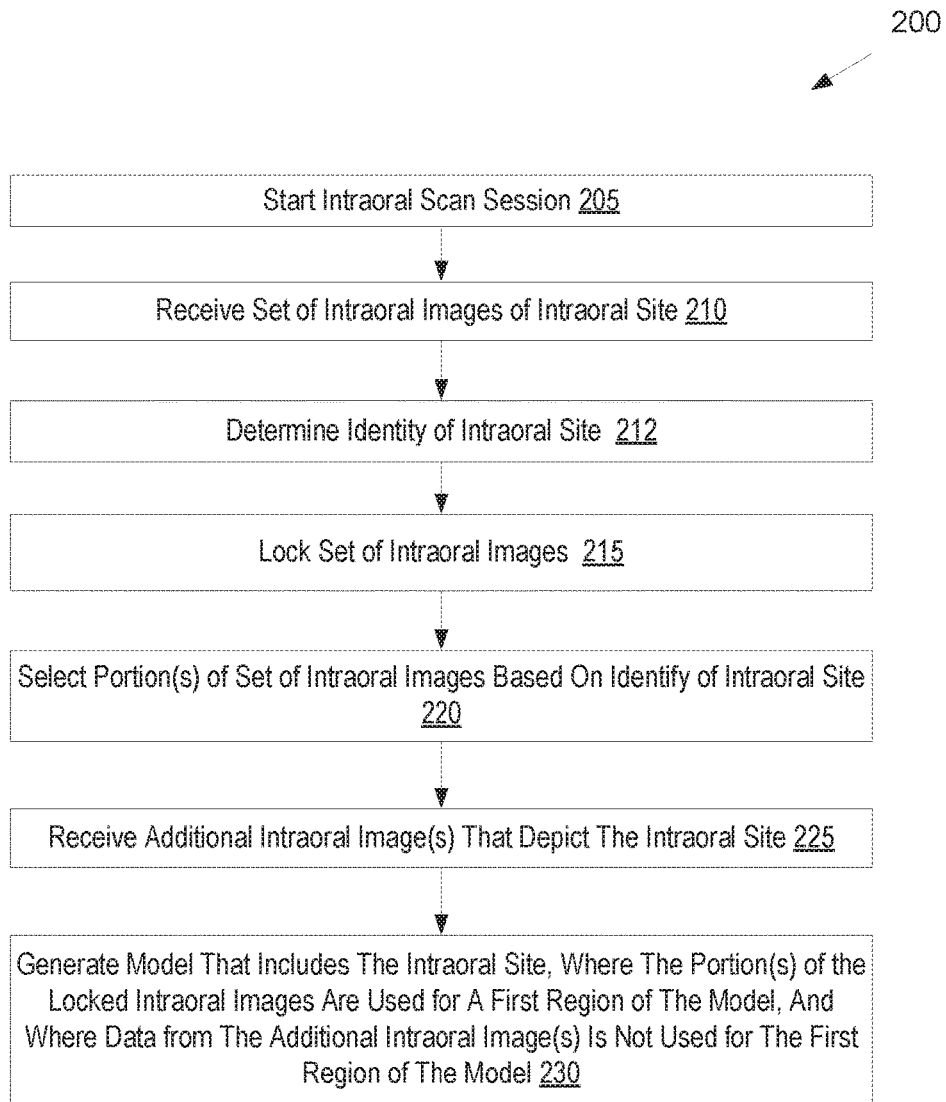 200
Start Intraoral Scan Session 205
Receive Set of Intraoral Images of Intraoral Site 210
Determine Identity of Intraoral Site 212
Lock Set of Intraoral Images 215
Select Portion(s) of Set of Intraoral Images Based On Identify of Intraoral Site
220
Receive Additional Intraoral Image(s) That Depict The Intraoral Site 225
Generate Model That Includes The Intraoral Site, Where The Portion(s) of the
Locked Intraoral Images Are Used for A First Region of The Model, And
Where Data from The Additional Intraoral Image(s) Is Not Used for The First
Region of The Model 230